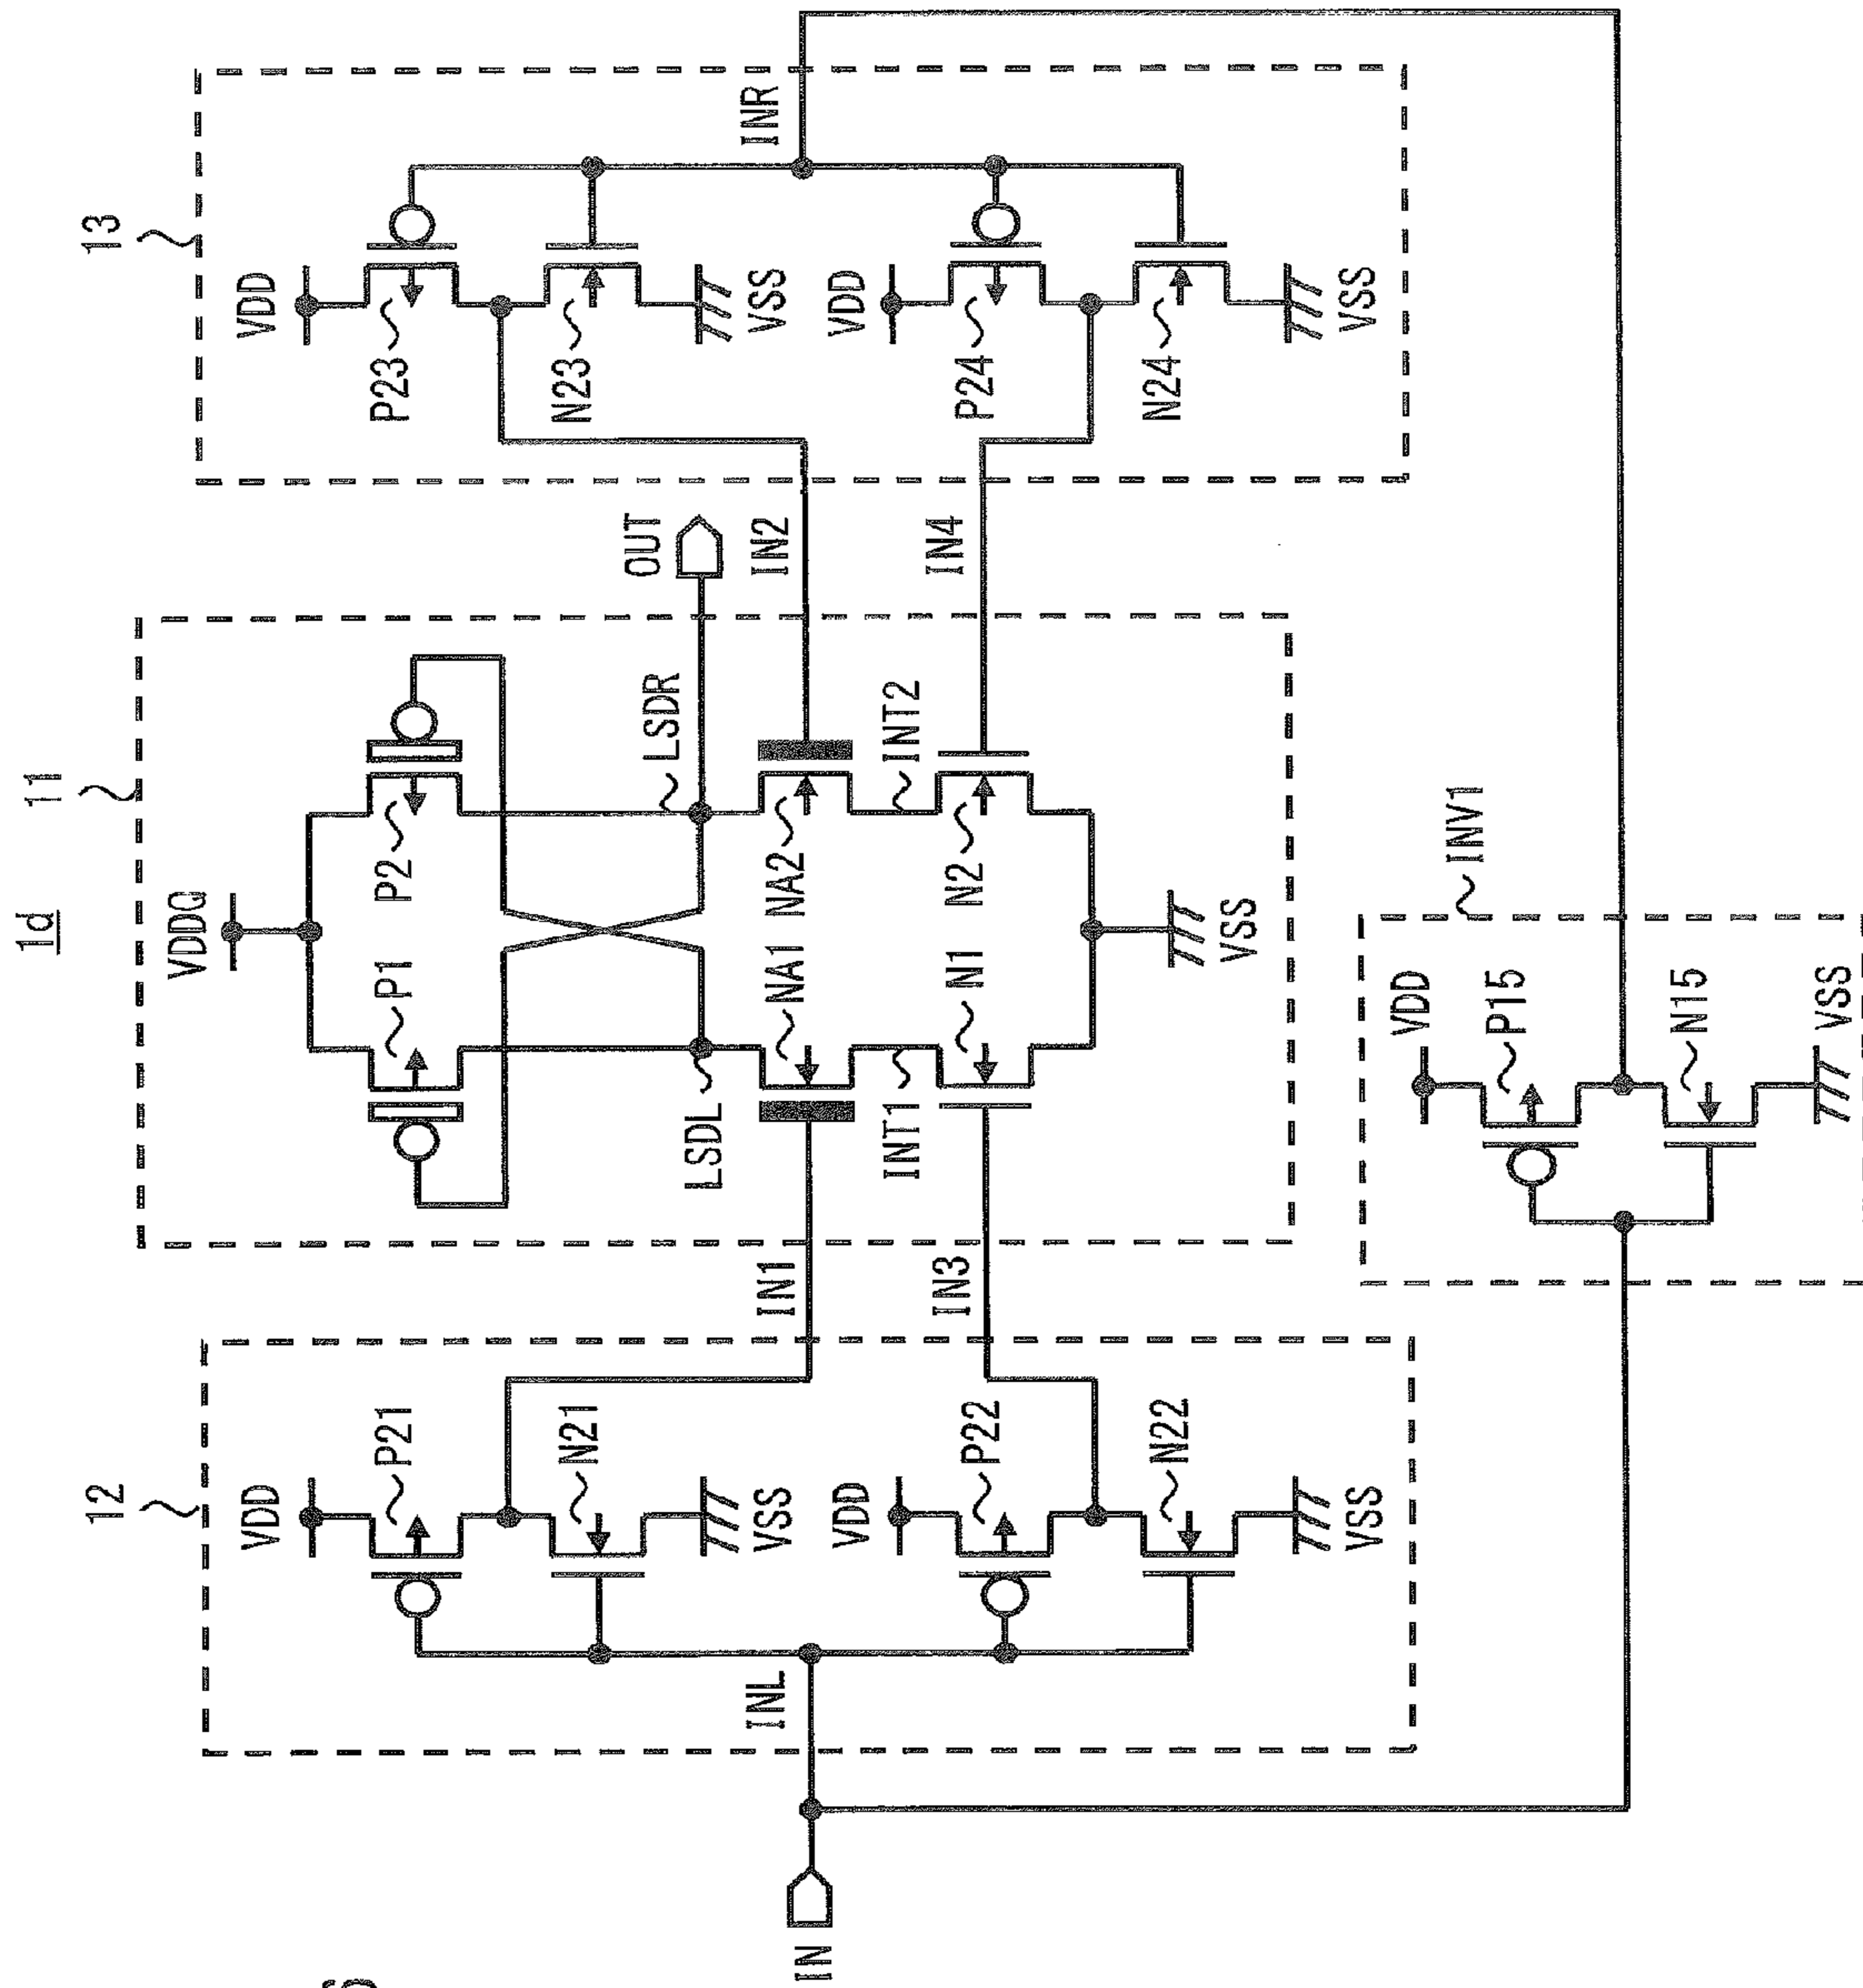 1d
11
12
13
VDDQ
P1
P2
LSDL
LSDR
OUT
NA1
NA2
INT1
INT2
N1
N2
VSS
IN1
IN2
IN3
IN4
VDD
P21
N21
VSS
VDD
P22
N22
VSS
INL
IN
VDD
P23
N23
VSS
VDD
P24
N24
VSS
INR
INV1
VDD
P15
N15
VSS